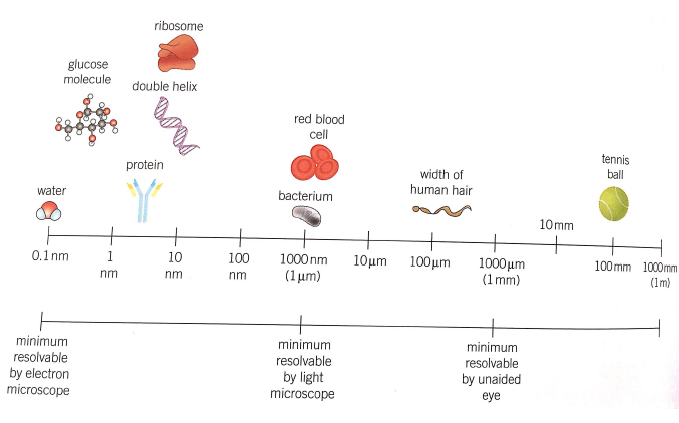 ribosome
glucose
molecule
double helix
red blood
cell
protein
width of
human hair
tennis
ball
water
bacterium
10 mm
0.1 nm
1
nm
10
nm
100
nm
1000 nm
(1 µm)
10 µm
100 µm
1000 µm
(1 mm)
100 mm
1000 mm
(1 m)
minimum
resolvable
by electron
microscope
minimum
resolvable
by light
microscope
minimum
resolvable
by unaided
eye